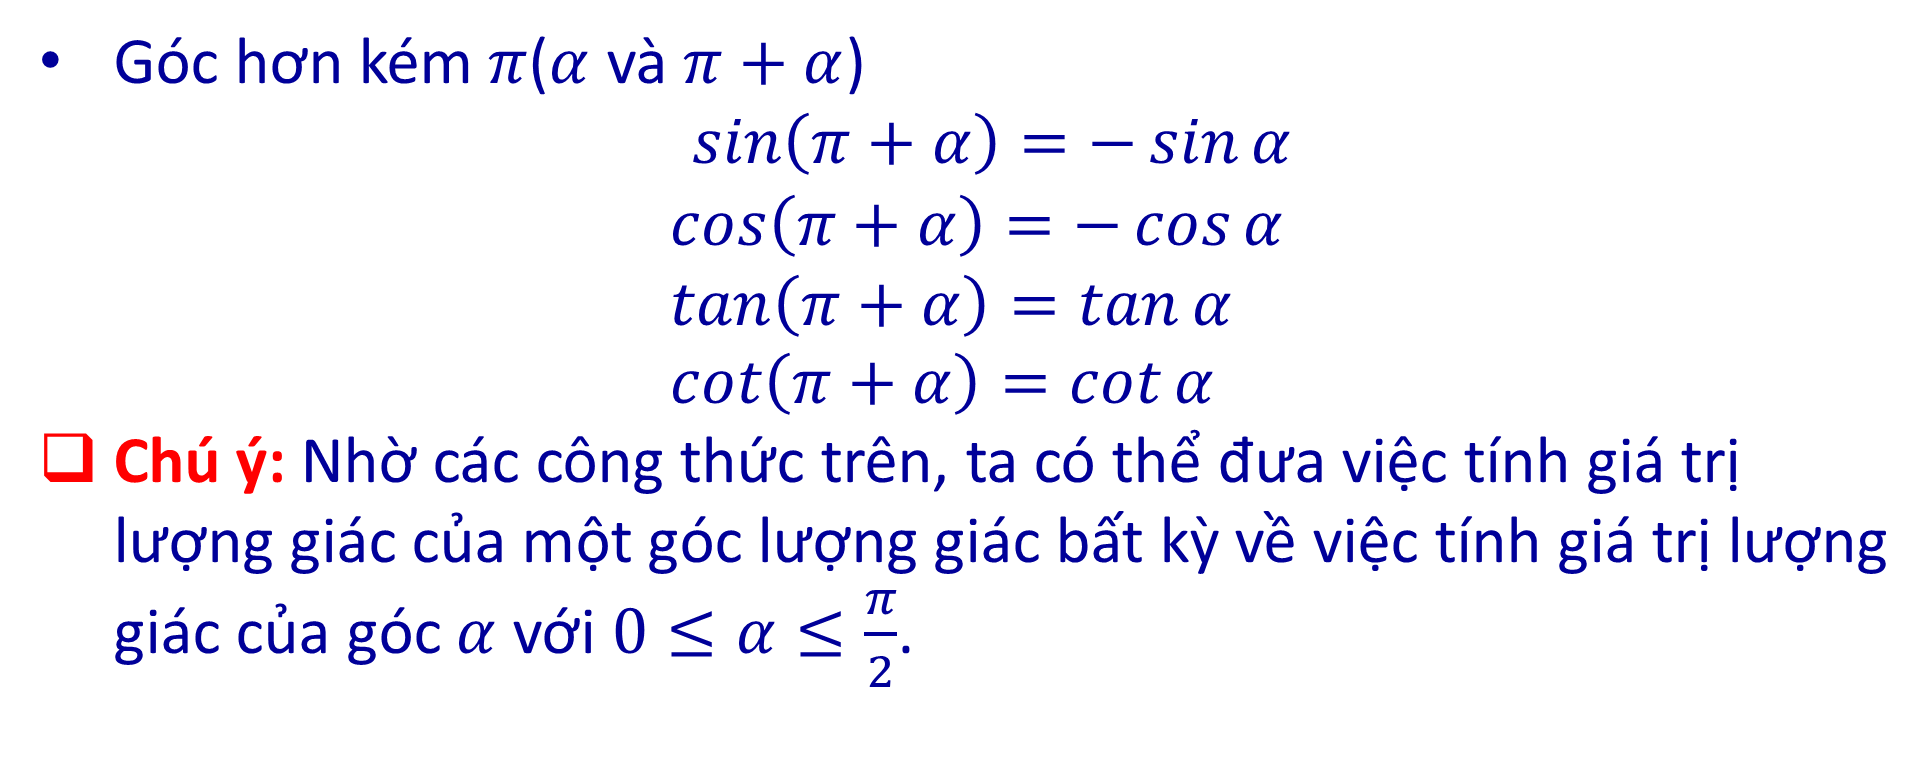 • Góc hơn kém π(α và π + α)
sin(π + α) = − sin α
cos(π + α) = − cos α
tan(π + α) = tan α
cot(π + α) = cot α
❑ Chú ý: Nhờ các công thức trên, ta có thể đưa việc tính giá trị
lượng giác của một góc lượng giác bất kỳ về việc tính giá trị lượng
giác của góc α với 0 ≤ α ≤ π/2.